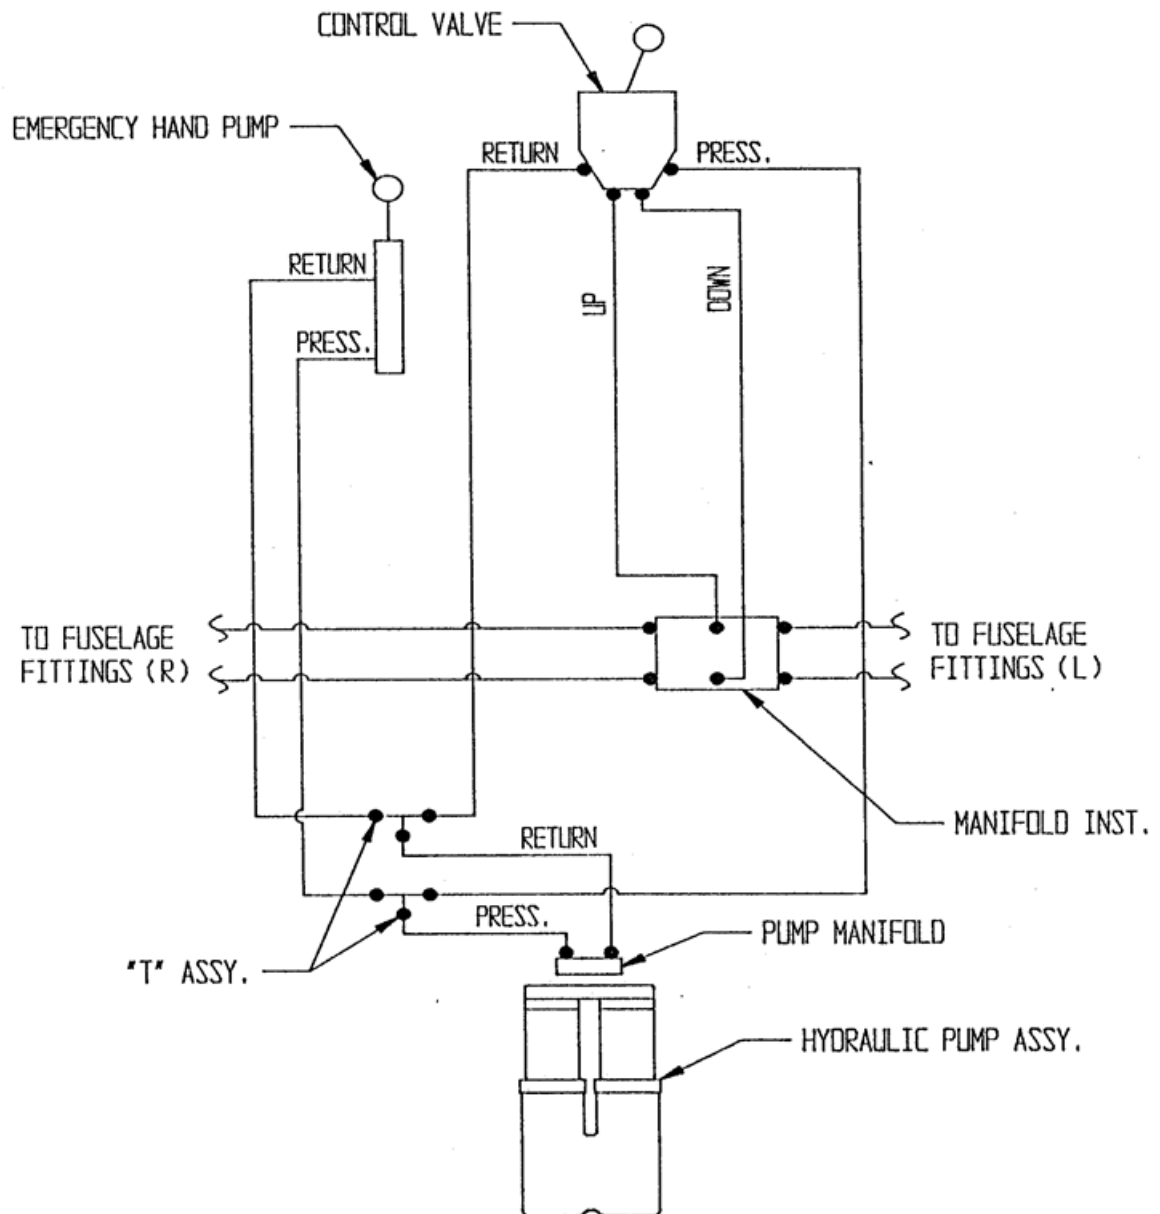 CONTROL VALVE
EMERGENCY HAND PUMP
RETURN
PRESS.
RETURN
PRESS.
UP
DOWN
TO FUSELAGE
FITTINGS (R)
TO FUSELAGE
FITTINGS (L)
MANIFOLD INST.
RETURN
PRESS.
PUMP MANIFOLD
"T" ASSY.
HYDRAULIC PUMP ASSY.